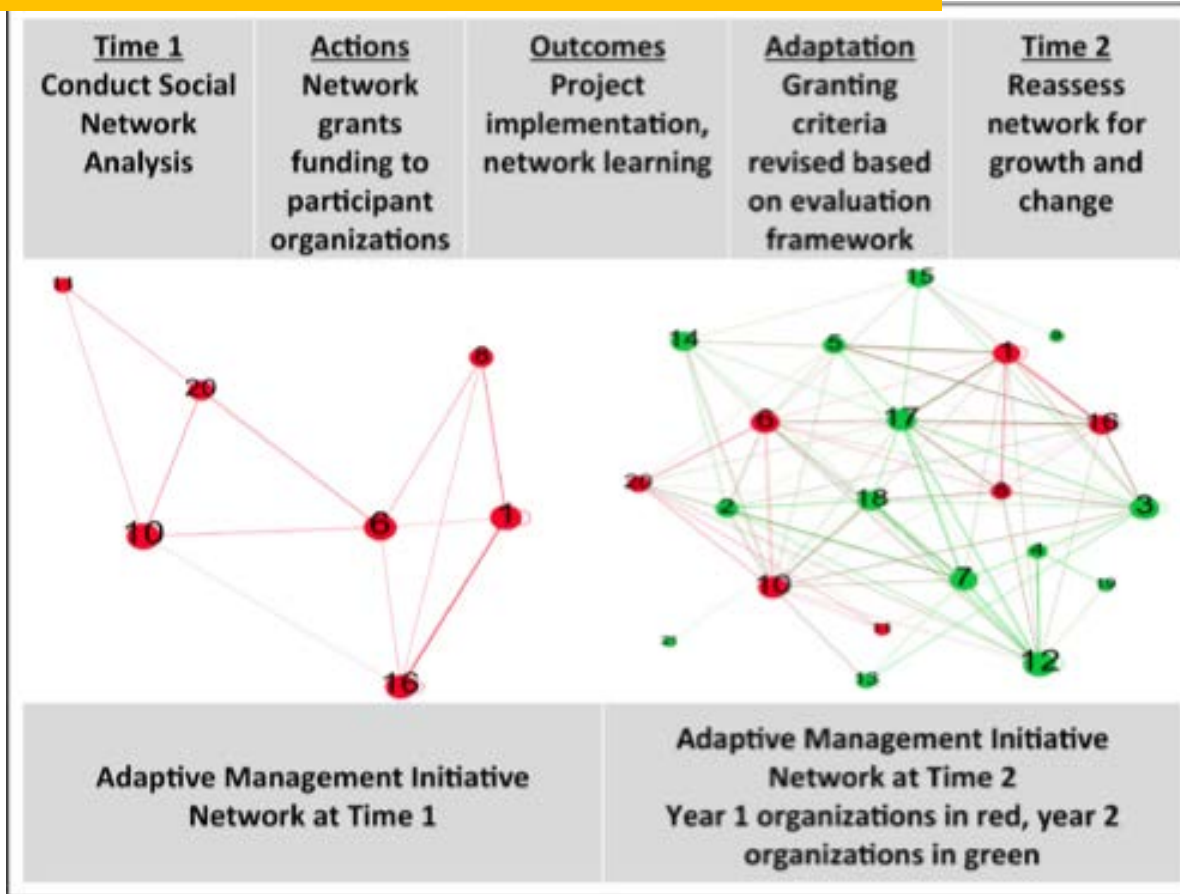 Time 1
Conduct Social
Network
Analysis
Actions
Network
grants
funding to
participant
organizations
Outcomes
Project
implementation,
network learning
Adaptation
Granting
criteria
revised based
on evaluation
framework
Time 2
Reassess
network for
growth and
change
11
20
8
10
6
1
16
15
14
5
1
6
17
16
20
2
18
3
4
10
7
12
13
Adaptive Management Initiative
Network at Time 1
Adaptive Management Initiative
Network at Time 2
Year 1 organizations in red, year 2
organizations in green